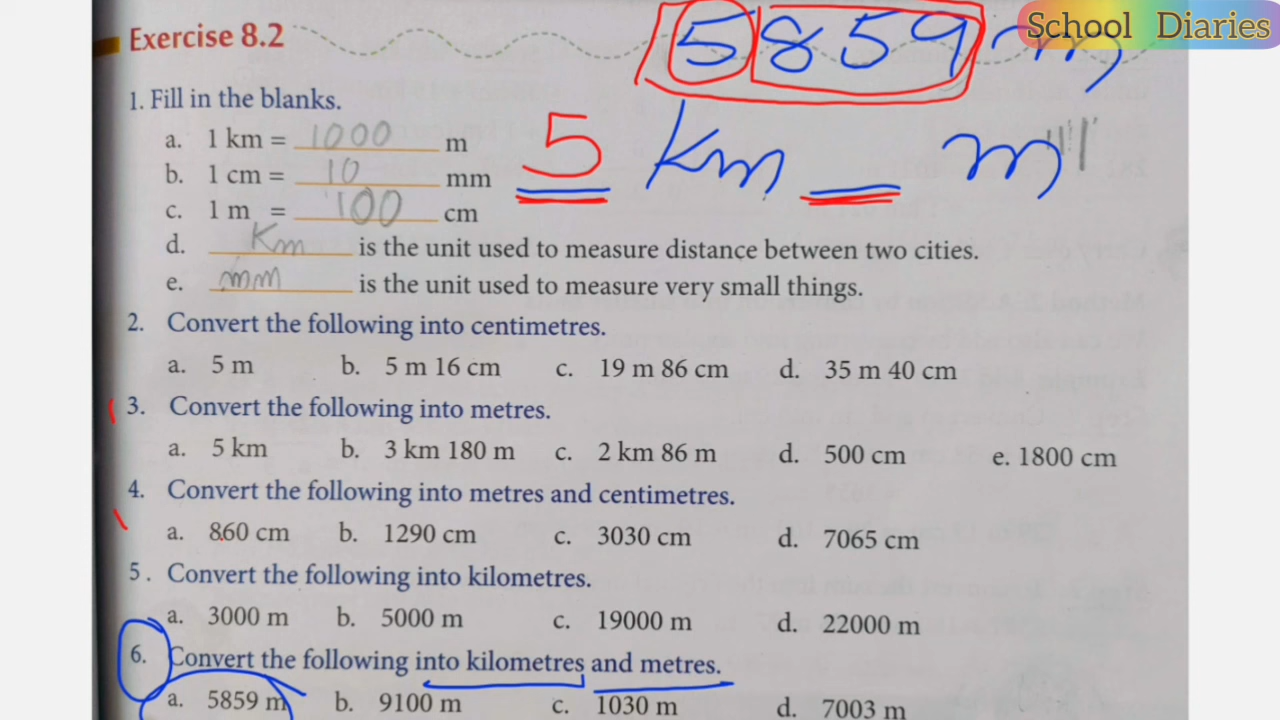 School Diaries
Exercise 8.2
5859 m
1. Fill in the blanks.
a. 1 km = 1000 m
5 km ___ m
b. 1 cm = 10 mm
c. 1 m = 100 cm
d. Km is the unit used to measure distance between two cities.
e. mm is the unit used to measure very small things.
2. Convert the following into centimetres.
a. 5 m b. 5 m 16 cm c. 19 m 86 cm d. 35 m 40 cm
3. Convert the following into metres.
a. 5 km b. 3 km 180 m c. 2 km 86 m d. 500 cm e. 1800 cm
4. Convert the following into metres and centimetres.
a. 860 cm b. 1290 cm c. 3030 cm d. 7065 cm
5. Convert the following into kilometres.
a. 3000 m b. 5000 m c. 19000 m d. 22000 m
6. Convert the following into kilometres and metres.
a. 5859 m b. 9100 m c. 1030 m d. 7003 m